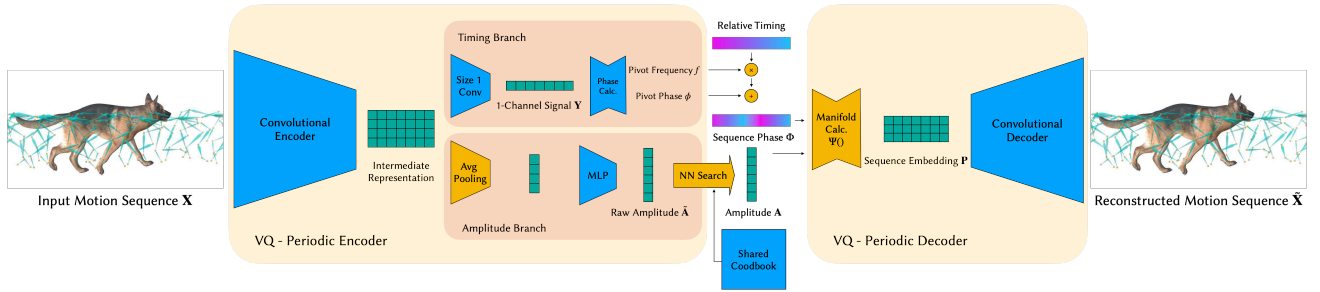 Input Motion Sequence X
Convolutional
Encoder
VQ - Periodic Encoder
Intermediate
Representation
Timing Branch
Size 1
Conv
1-Channel Signal Y
Phase
Calc.
Pivot Frequency f
Pivot Phase ϕ
Relative Timing
×
+
Sequence Phase Φ
Avg
Pooling
MLP
Raw Amplitude Ã
Amplitude Branch
NN Search
Amplitude A
Shared
Coodbook
Manifold
Calc.
Ψ()
Sequence Embedding P
Convolutional
Decoder
VQ - Periodic Decoder
Reconstructed Motion Sequence X̃